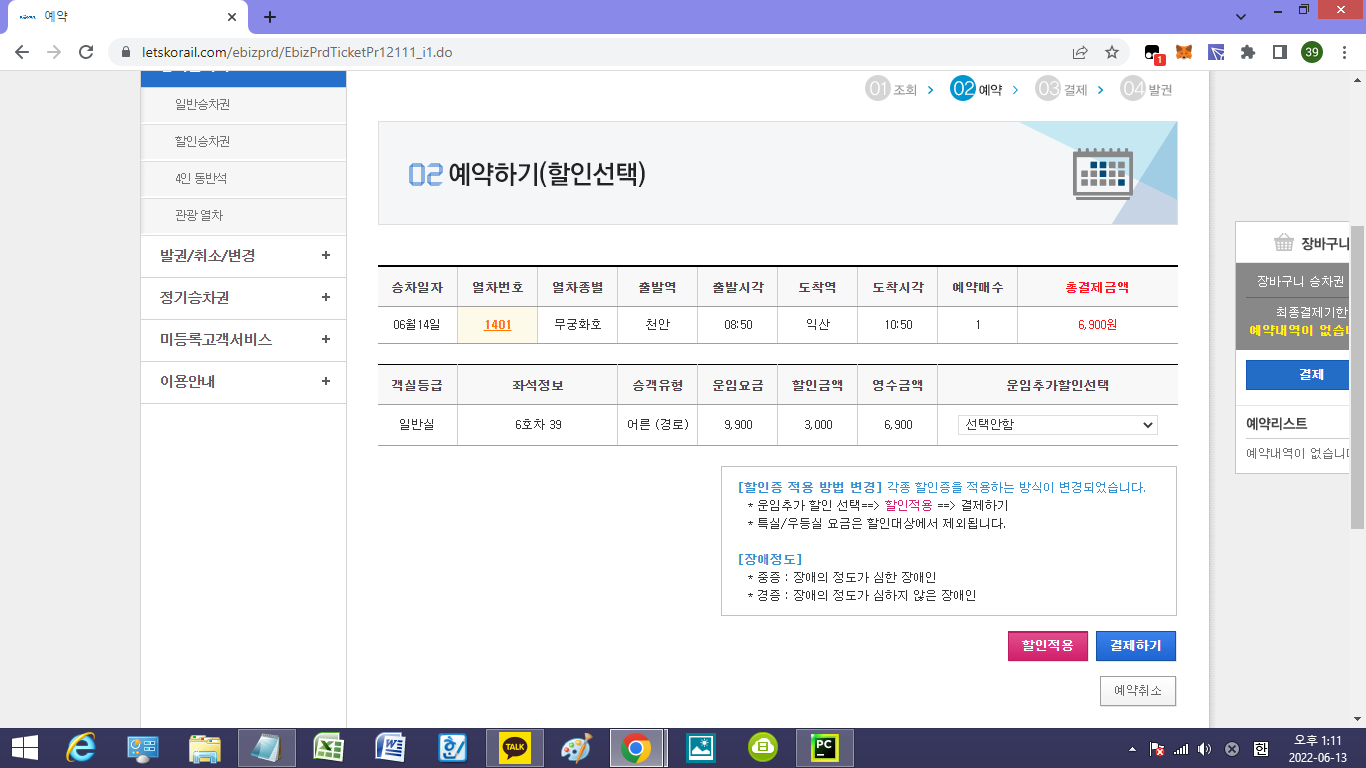 예약
letskorail.com/ebizprd/EbizPrdTicketPr12111_i1.do
1
39
01 조회 > 02 예약 > 03 결제 > 04 발권
일반승차권
할인승차권
4인 동반석
관광 열차
발권/취소/변경 +
정기승차권 +
미등록고객서비스 +
이용안내 +
02 예약하기(할인선택)
승차일자 열차번호 열차종별 출발역 출발시각 도착역 도착시각 예약매수 총결제금액
06월14일 1401 무궁화호 천안 08:50 익산 10:50 1 6,900원
객실등급 좌석정보 승객유형 운임요금 할인금액 영수금액 운임추가할인선택
일반실 6호차 39 어른 (경로) 9,900 3,000 6,900 선택안함
[할인증 적용 방법 변경] 각종 할인증을 적용하는 방식이 변경되었습니다.
* 운임추가 할인 선택==> 할인적용 ==> 결제하기
* 특실/우등실 요금은 할인대상에서 제외됩니다.
[장애정도]
* 중증 : 장애의 정도가 심한 장애인
* 경증 : 장애의 정도가 심하지 않은 장애인
할인적용 결제하기
예약취소
장바구니
장바구니 승차권
최종결제기한
예약내역이 없습니
결제
예약리스트
예약내역이 없습니
TALK
PC
한
오후 1:11
2022-06-13